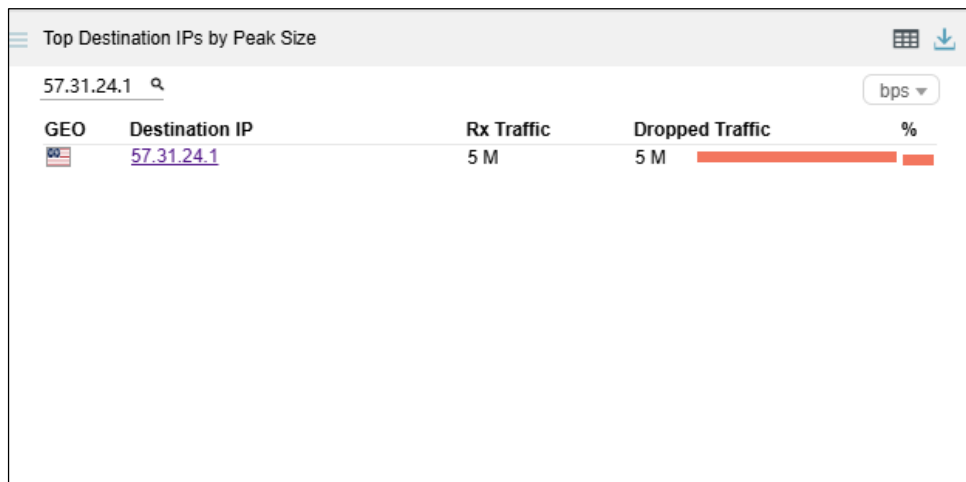 Top Destination IPs by Peak Size
57.31.24.1
bps
GEO Destination IP Rx Traffic Dropped Traffic %
57.31.24.1 5 M 5 M